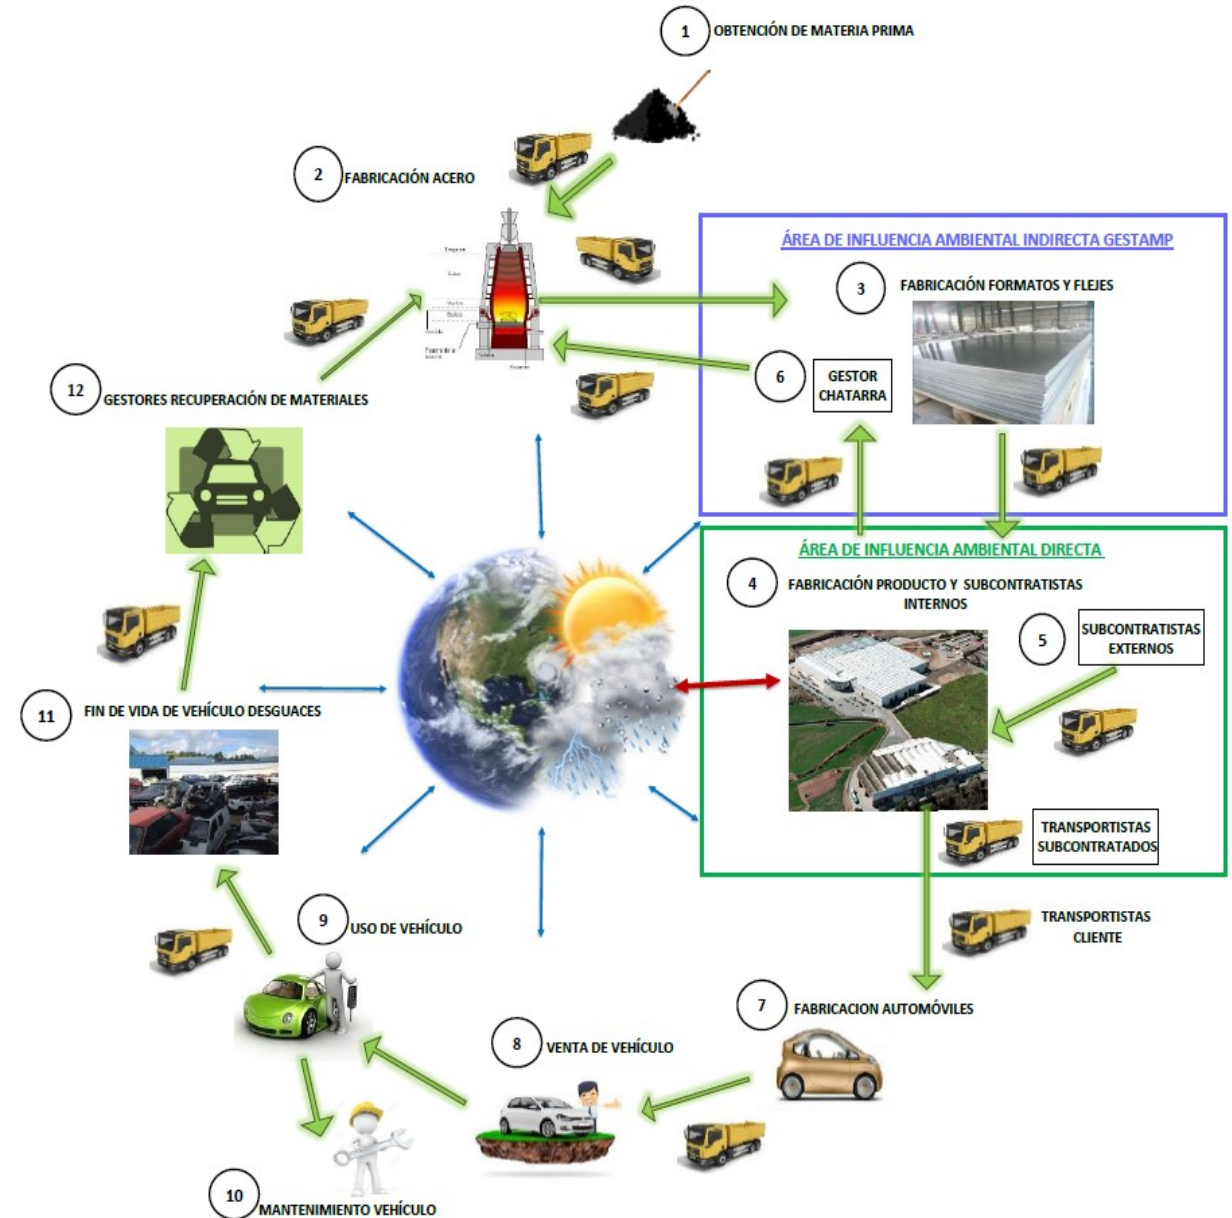 1 OBTENCIÓN DE MATERIA PRIMA
2 FABRICACIÓN ACERO
ÁREA DE INFLUENCIA AMBIENTAL INDIRECTA GESTAMP
3 FABRICACIÓN FORMATOS Y FLEJES
6 GESTOR
CHATARRA
12 GESTORES RECUPERACIÓN DE MATERIALES
ÁREA DE INFLUENCIA AMBIENTAL DIRECTA
4 FABRICACIÓN PRODUCTO Y SUBCONTRATISTAS
INTERNOS
5 SUBCONTRATISTAS
EXTERNOS
11 FIN DE VIDA DE VEHÍCULO DESGUACES
TRANSPORTISTAS
SUBCONTRATADOS
9 USO DE VEHÍCULO
TRANSPORTISTAS
CLIENTE
7 FABRICACION AUTOMÓVILES
8 VENTA DE VEHÍCULO
10 MANTENIMIENTO VEHÍCULO